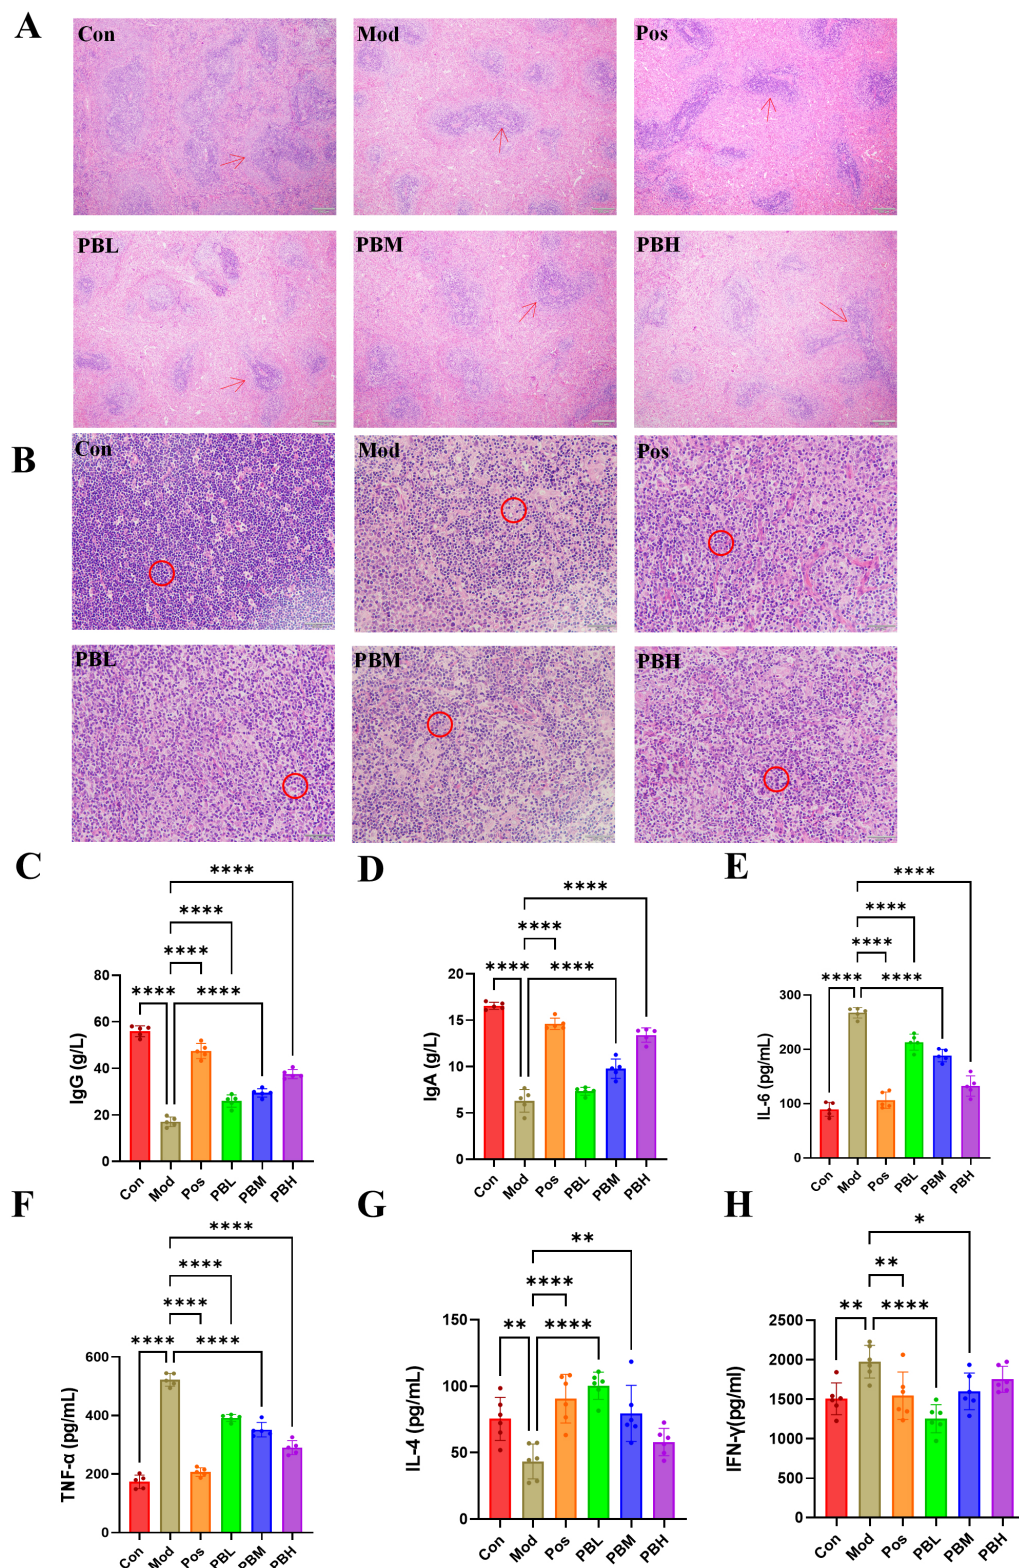 A
Con
Mod
Pos
PBL
PBM
PBH
B
Con
Mod
Pos
PBL
PBM
PBH
C
****
****
****
**** ****
IgG (g/L)
80
60
40
20
0
Con Mod Pos PBL PBM PBH
D
****
****
**** ****
IgA (g/L)
20
15
10
5
0
Con Mod Pos PBL PBM PBH
E
****
****
****
**** ****
IL-6 (pg/mL)
300
200
100
0
Con Mod Pos PBL PBM PBH
F
****
****
****
**** ****
TNF-α (pg/mL)
600
400
200
0
Con Mod Pos PBL PBM PBH
G
**
****
** ****
IL-4 (pg/mL)
150
100
50
0
Con Mod Pos PBL PBM PBH
H
*
**
** ****
IFN-γ(pg/ml)
2500
2000
1500
1000
500
0
Con Mod Pos PBL PBM PBH